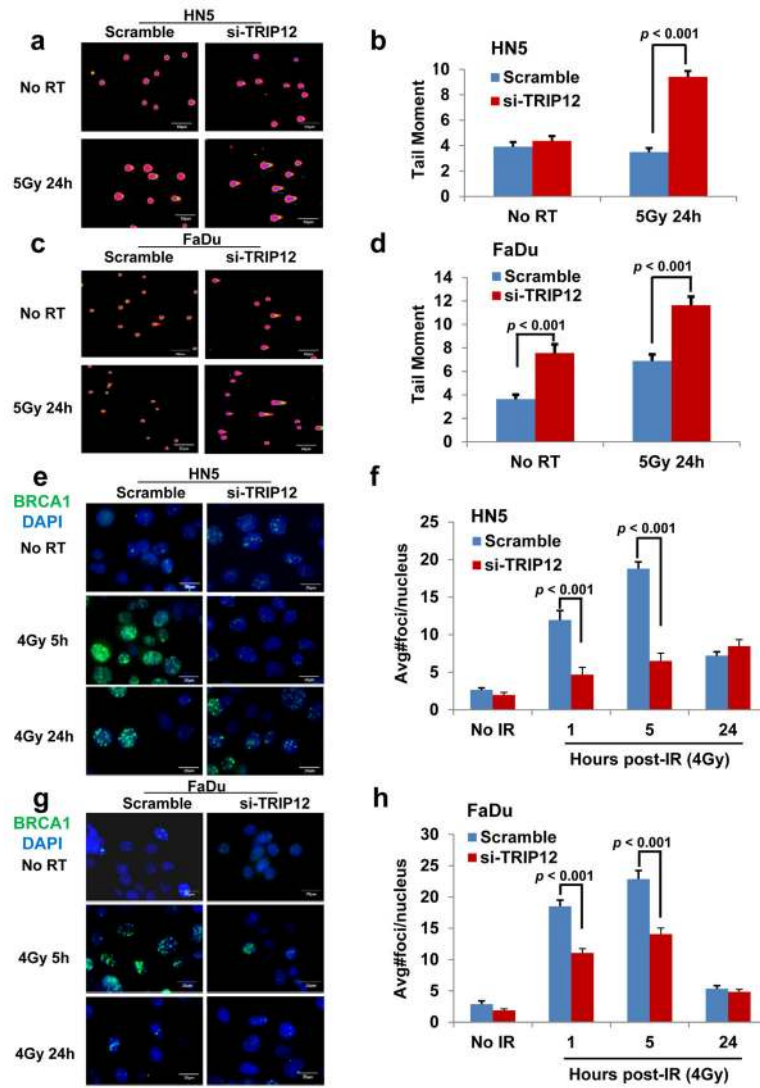 a
HN5
Scramble si-TRIP12
No RT
5Gy 24h
b
HN5
Scramble
si-TRIP12
p < 0.001
Tail Moment
10
8
6
4
2
0
No RT 5Gy 24h
c
FaDu
Scramble si-TRIP12
No RT
5Gy 24h
d
FaDu
Scramble
si-TRIP12
p < 0.001
p < 0.001
Tail Moment
14
12
10
8
6
4
2
0
No RT 5Gy 24h
e
HN5
Scramble si-TRIP12
BRCA1
DAPI
No RT
4Gy 5h
4Gy 24h
f
HN5
Scramble
si-TRIP12
p < 0.001
p < 0.001
Avg#foci/nucleus
25
20
15
10
5
0
No IR 1 5 24
Hours post-IR (4Gy)
g
FaDu
Scramble si-TRIP12
BRCA1
DAPI
No RT
4Gy 5h
4Gy 24h
h
FaDu
Scramble
si-TRIP12
p < 0.001
p < 0.001
Avg#foci/nucleus
30
25
20
15
10
5
0
No IR 1 5 24
Hours post-IR (4Gy)